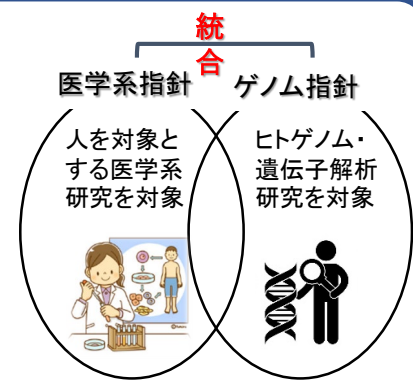 統
合
医学系指針
ゲノム指針
人を対象と
する医学系
研究を対象
ヒトゲノム・
遺伝子解析
研究を対象